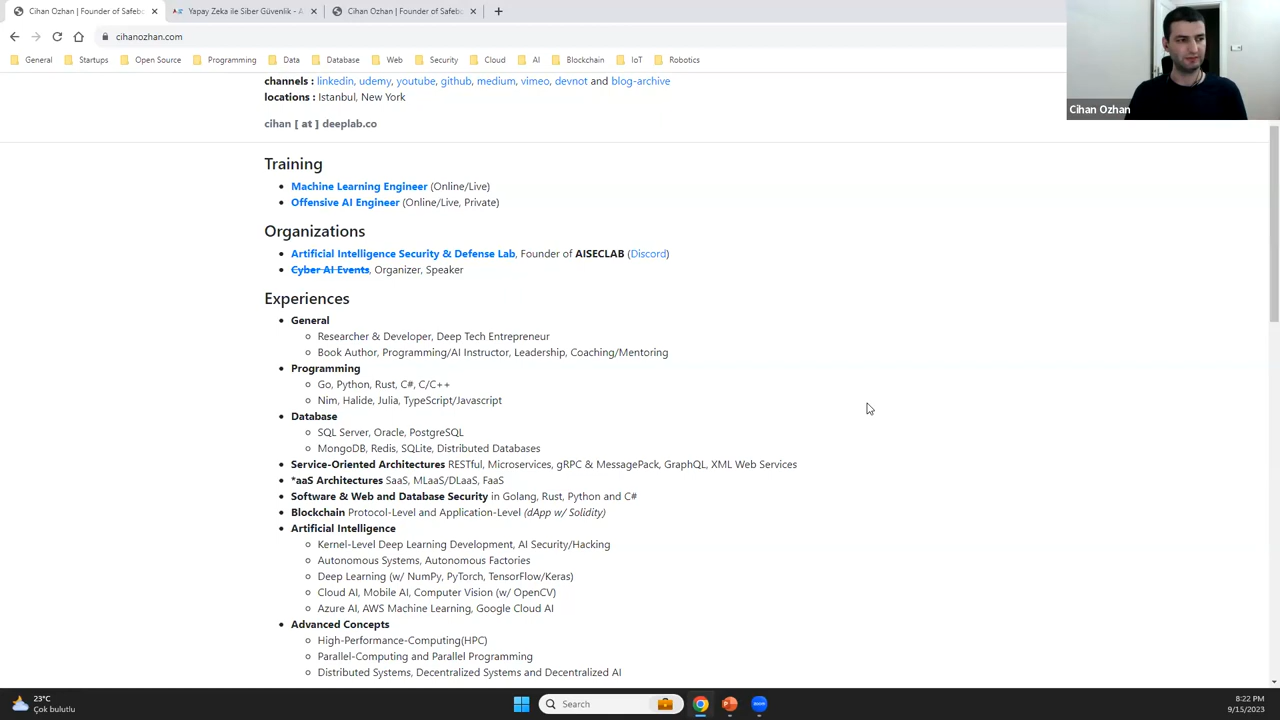 Cihan Ozhan | Founder of Safebo
Yapay Zeka ile Siber Güvenlik - A
Cihan Ozhan | Founder of Safebo
cihanozhan.com
General
Startups
Open Source
Programming
Data
Database
Web
Security
Cloud
AI
Blockchain
IoT
Robotics
Cihan Ozhan
channels : linkedin, udemy, youtube, github, medium, vimeo, devnot and blog-archive
locations : Istanbul, New York
cihan [ at ] deeplab.co
Training
Machine Learning Engineer (Online/Live)
Offensive AI Engineer (Online/Live, Private)
Organizations
Artificial Intelligence Security & Defense Lab, Founder of AISECLAB (Discord)
Cyber AI Events, Organizer, Speaker
Experiences
General
Researcher & Developer, Deep Tech Entrepreneur
Book Author, Programming/AI Instructor, Leadership, Coaching/Mentoring
Programming
Go, Python, Rust, C#, C/C++
Nim, Halide, Julia, TypeScript/Javascript
Database
SQL Server, Oracle, PostgreSQL
MongoDB, Redis, SQLite, Distributed Databases
Service-Oriented Architectures RESTful, Microservices, gRPC & MessagePack, GraphQL, XML Web Services
*aaS Architectures SaaS, MLaaS/DLaaS, FaaS
Software & Web and Database Security in Golang, Rust, Python and C#
Blockchain Protocol-Level and Application-Level (dApp w/ Solidity)
Artificial Intelligence
Kernel-Level Deep Learning Development, AI Security/Hacking
Autonomous Systems, Autonomous Factories
Deep Learning (w/ NumPy, PyTorch, TensorFlow/Keras)
Cloud AI, Mobile AI, Computer Vision (w/ OpenCV)
Azure AI, AWS Machine Learning, Google Cloud AI
Advanced Concepts
High-Performance-Computing(HPC)
Parallel-Computing and Parallel Programming
Distributed Systems, Decentralized Systems and Decentralized AI
23°C
Çok bulutlu
Search
8:22 PM
9/15/2023